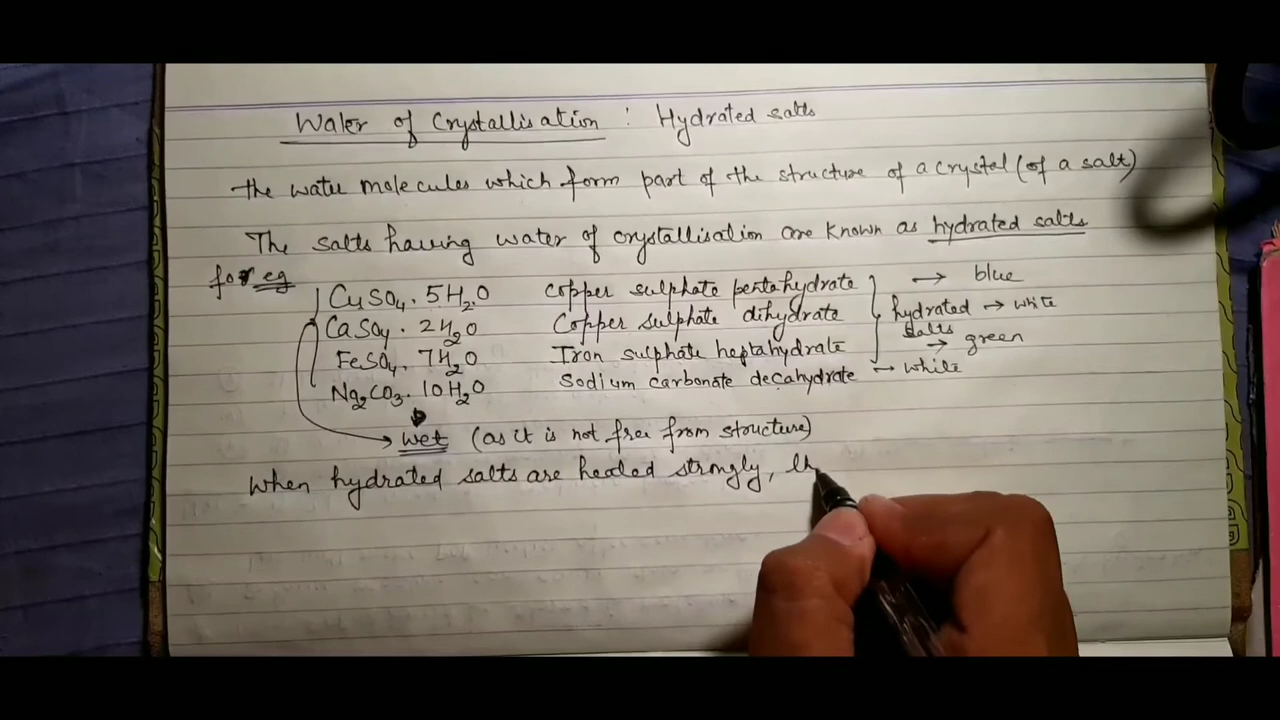 Water of Crystallisation : Hydrated salts
the water molecules which form part of the structure of a crystal (of a salt)
The salts having water of crystallisation are known as hydrated salts
for eg
CuSO4 . 5H2O Copper sulphate pentahydrate → blue
CaSO4 . 2H2O Copper sulphate dihydrate hydrated salts → white
FeSO4 . 7H2O Iron sulphate heptahydrate → green
Na2CO3 . 10H2O Sodium carbonate decahydrate → white
→ wet (as it is not free from structure)
When hydrated salts are heated strongly,